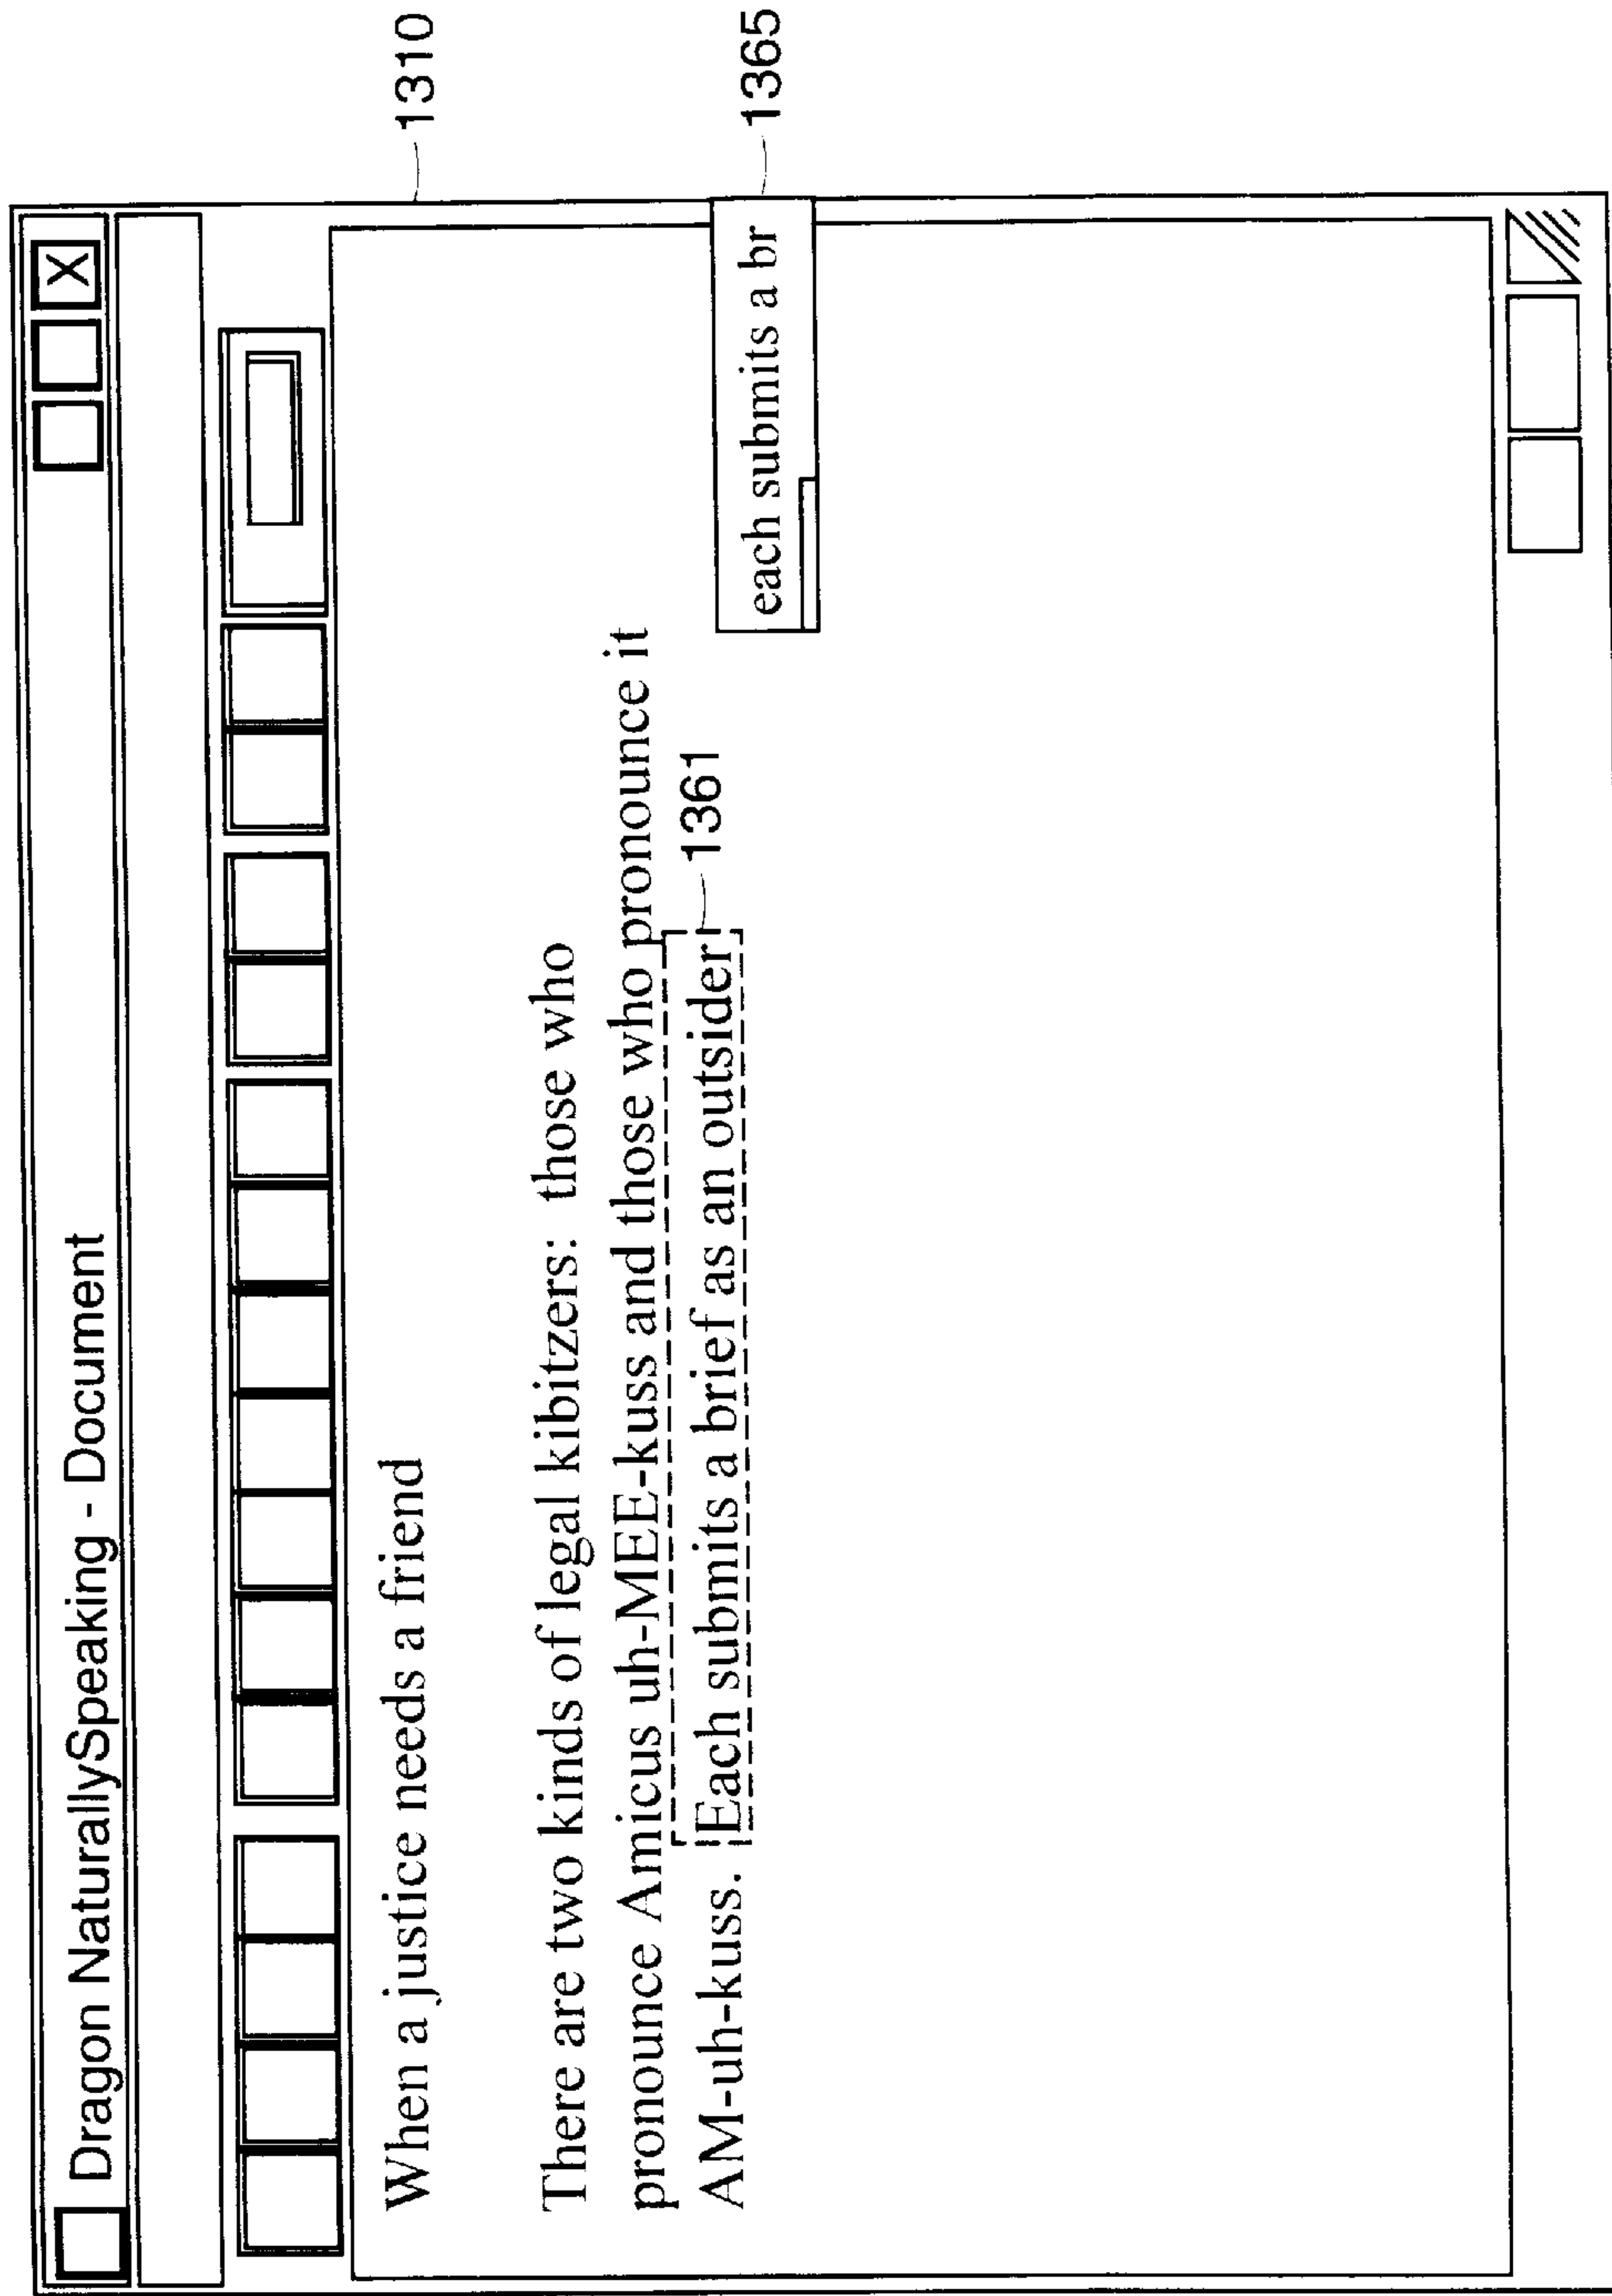 Dragon NaturallySpeaking - Document
X
1310
When a justice needs a friend
There are two kinds of legal kibitzers: those who
pronounce Amicus uh-MEE-kuss and those who pronounce it
AM-uh-kuss. Each submits a brief as an outsider
1361
each submits a br
1365